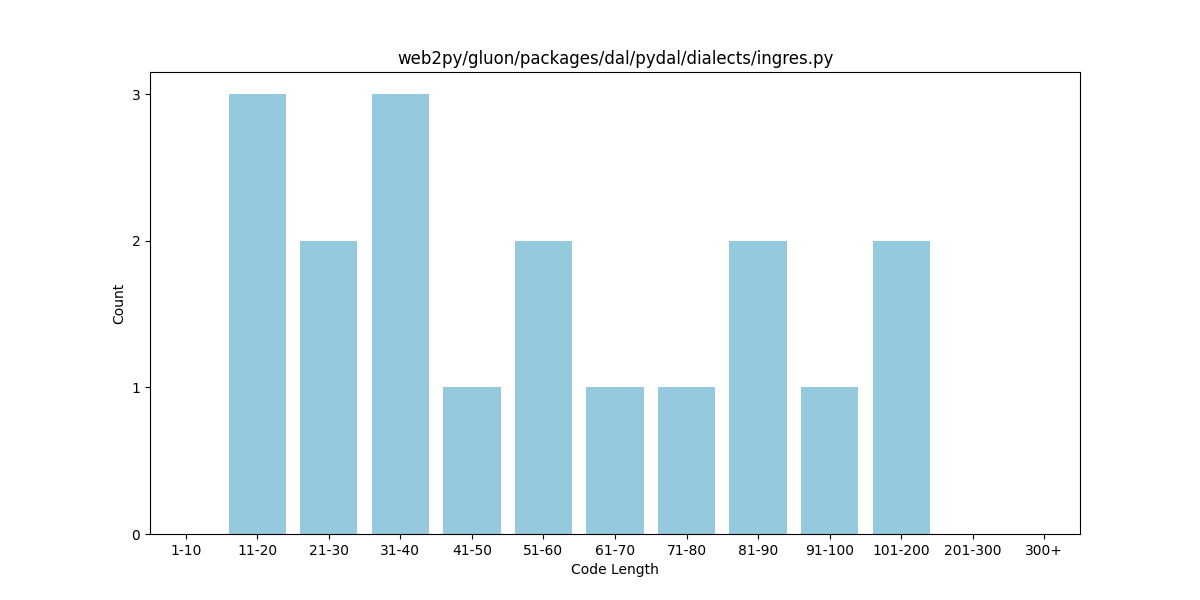 web2py/gluon/packages/dal/pydal/dialects/ingres.py
3
2
1
0
Count
1-10 11-20 21-30 31-40 41-50 51-60 61-70 71-80 81-90 91-100 101-200 201-300 300+
Code Length